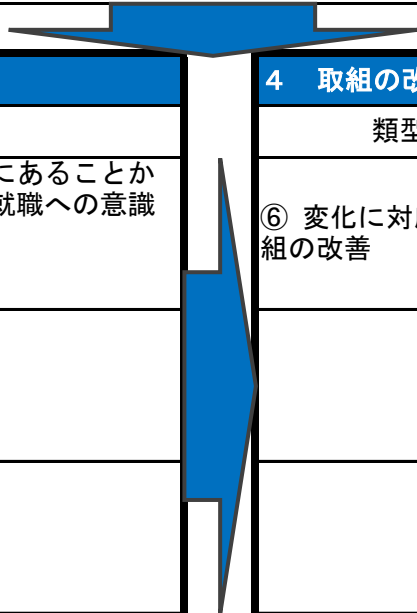 にあることか
就職への意識
4 取組の改
類型
⑥ 変化に対
組の改善